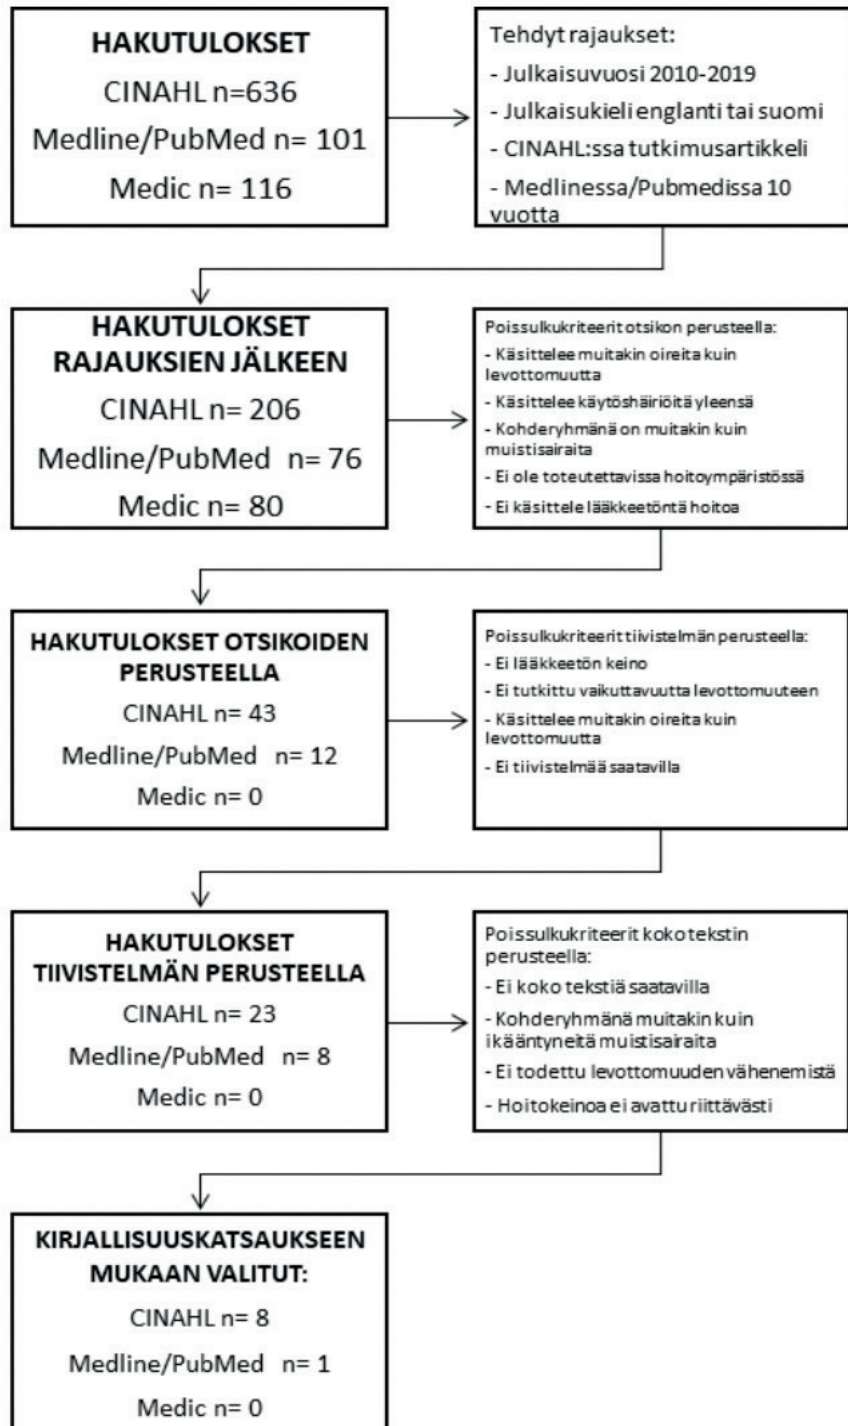 HAKUTULOKSET
CINAHL n=636
Medline/PubMed n= 101
Medic n= 116
Tehdyt rajaukset:
- Julkaisuvuosi 2010-2019
- Julkaisukieli englanti tai suomi
- CINAHL:ssa tutkimusartikkeli
- Medlinessa/Pubmedissa 10
vuotta
HAKUTULOKSET
RAJAUKSIEN JÄLKEEN
CINAHL n= 206
Medline/PubMed n= 76
Medic n= 80
Poissulkukriteerit otsikon perusteella:
- Käsittelee muitakin oireita kuin
levottomuutta
- Käsittelee käytöshäiriöitä yleensä
- Kohderyhmänä on muitakin kuin
muistisairaita
- Ei ole toteutettavissa hoitoympäristössä
- Ei käsittele lääkkeetöntä hoitoa
HAKUTULOKSET OTSIKOIDEN
PERUSTEELLA
CINAHL n= 43
Medline/PubMed n= 12
Medic n= 0
Poissulkukriteerit tiivistelmän perusteella:
- Ei lääkkeetön keino
- Ei tutkittu vaikuttavuutta levottomuuteen
- Käsittelee muitakin oireita kuin
levottomuutta
- Ei tiivistelmää saatavilla
HAKUTULOKSET
TIIVISTELMÄN PERUSTEELLA
CINAHL n= 23
Medline/PubMed n= 8
Medic n= 0
Poissulkukriteerit koko tekstin
perusteella:
- Ei koko tekstiä saatavilla
- Kohderyhmänä muitakin kuin
ikääntyneitä muistisairaita
- Ei todettu levottomuuden vähenemistä
- Hoitokeinoa ei avattu riittävästi
KIRJALLISUUSKATSAUKSEEN
MUKAAN VALITUT:
CINAHL n= 8
Medline/PubMed n= 1
Medic n= 0